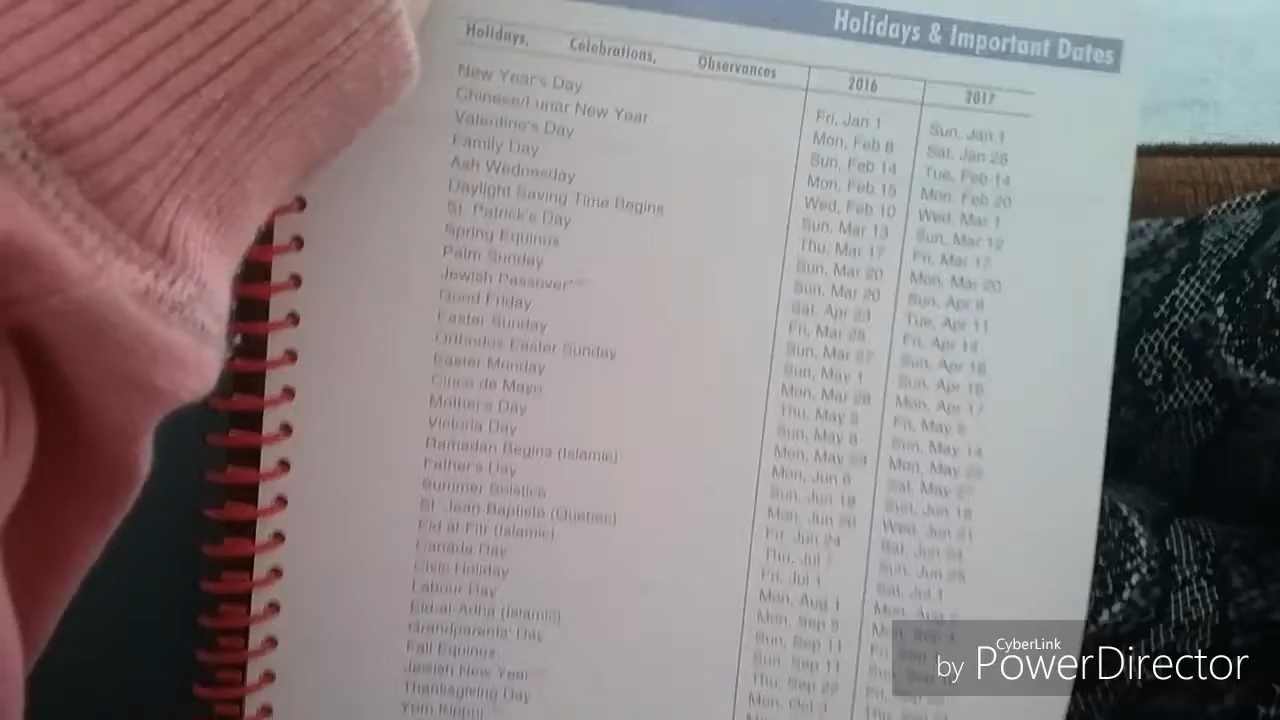 Holidays & Important Dates
Holidays, Celebrations, Observances 2016 2017
New Year's Day Fri, Jan 1 Sun, Jan 1
Chinese/Lunar New Year Mon, Feb 8 Sat, Jan 28
Valentine's Day Sun, Feb 14 Tue, Feb 14
Family Day Mon, Feb 15 Mon, Feb 20
Ash Wednesday Wed, Feb 10 Wed, Mar 1
Daylight Saving Time Begins Sun, Mar 13 Sun, Mar 12
St. Patrick's Day Thu, Mar 17 Fri, Mar 17
Spring Equinox Sun, Mar 20 Mon, Mar 20
Palm Sunday Sun, Mar 20 Sun, Apr 9
Jewish Passover Sat, Apr 23 Tue, Apr 11
Good Friday Fri, Mar 25 Fri, Apr 14
Easter Sunday Sun, Mar 27 Sun, Apr 16
Orthodox Easter Sunday Sun, May 1 Sun, Apr 16
Easter Monday Mon, Mar 28 Mon, Apr 17
Cinco de Mayo Thu, May 5 Fri, May 5
Mother's Day Sun, May 8 Sun, May 14
Victoria Day Mon, May 23 Mon, May 22
Ramadan Begins (Islamic) Mon, Jun 6 Sat, May 27
Father's Day Sun, Jun 19 Sun, Jun 18
Summer Solstice Mon, Jun 20 Wed, Jun 21
St. Jean Baptiste (Quebec) Fri, Jun 24 Sat, Jun 24
Eid al-Fitr (Islamic) Thu, Jul Sun, Jun 25
Canada Day Fri, Jul 1 Sat, Jul 1
Civic Holiday Mon, Aug 1 Mon, Aug
Labour Day Mon, Sep 5
Eid-al-Adha (Islamic) Sun, Sep 11
Grandparents' Day Sun, Sep 11
Fall Equinox Thu, Sep 22
Jewish New Year Mon, Oct 3
Thanksgiving Day
Yom Kippur
CyberLink
by PowerDirector